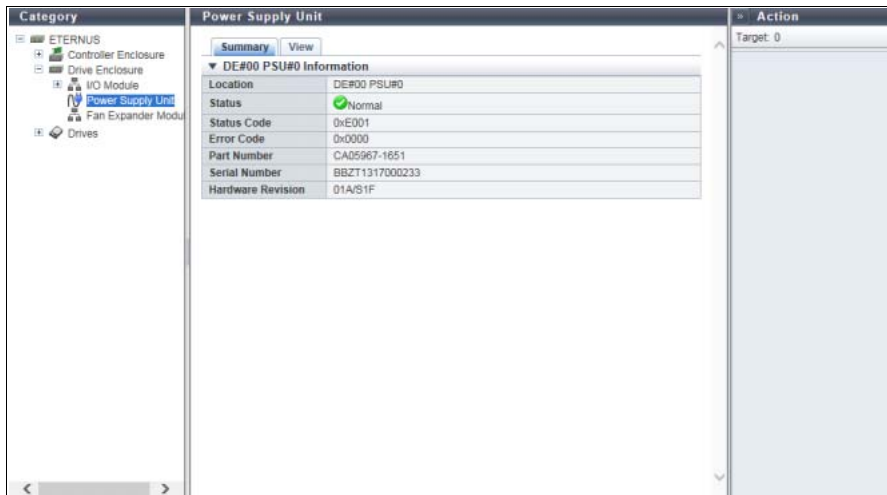 Category
ETERNUS
Controller Enclosure
Drive Enclosure
I/O Module
Power Supply Unit
Fan Expander Modul
Drives
Power Supply Unit
Summary View
▼ DE#00 PSU#0 Information
Location DE#00 PSU#0
Status Normal
Status Code 0xE001
Error Code 0x0000
Part Number CA05967-1651
Serial Number BBZT1317000233
Hardware Revision 01A/S1F
» Action
Target: 0